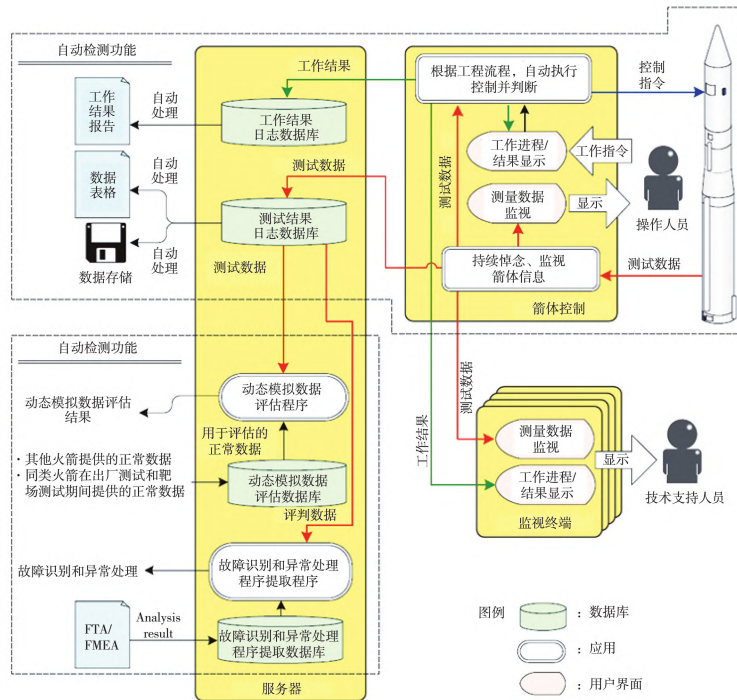 自动检测功能
工作
结果
报告
自动
处理
数据
表格
自动
处理
自动
处理
数据存储
工作结果
工作结果
日志数据库
测试结果
日志数据库
测试数据
测试数据
根据工程流程，自动执行
控制并判断
控制
指令
工作进程/
结果显示
工作指令
测量数据
监视
显示
操作人员
测试数据
持续悼念、监视
箭体信息
测试数据
箭体控制
自动检测功能
动态模拟数据评估
结果
动态模拟数据
评估程序
用于评估的
正常数据
· 其他火箭提供的正常数据
· 同类火箭在出厂测试和靶
场测试期间提供的正常数据
动态模拟数据
评估数据库
评判数据
故障识别和异常处理
故障识别和异常处理
程序提取程序
FTA/
FMEA
Analysis
result
故障识别和异常处理
程序提取数据库
服务器
测试数据
工作结果
测量数据
监视
工作进程/
结果显示
监视终端
显示
技术支持人员
图例
：数据库
：应用
：用户界面